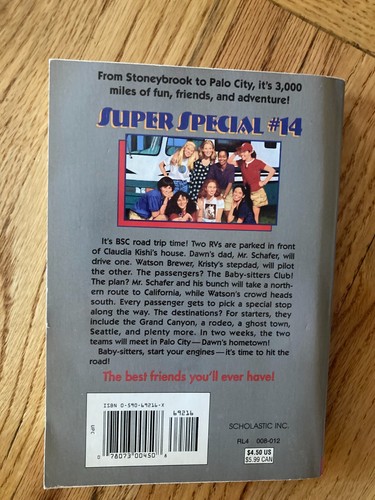 From Stoneybrook to Palo City, it's 3,000
miles of fun, friends, and adventure!
SUPER SPECIAL #14
It's BSC road trip time! Two RVs are parked in front
of Claudia Kishi's house. Dawn's dad, Mr. Schafer, will
drive one. Watson Brewer, Kristy's stepdad, will pilot
the other. The passengers? The Baby-sitters Club!
The plan? Mr. Schafer and his bunch will take a north-
ern route to California, while Watson's crowd heads
south. Every passenger gets to pick a special stop
along the way. The destinations? For starters, they
include the Grand Canyon, a rodeo, a ghost town,
Seattle, and plenty more. In two weeks, the two
teams will meet in Palo City—Dawn's hometown!
Baby-sitters, start your engines—it's time to hit the
road!
The best friends you'll ever have!
ISBN 0-590-69216-X
69216
UPC
0 78073 00450 8
SCHOLASTIC INC.
RL4 008-012
$4.50 US
$5.99 CAN